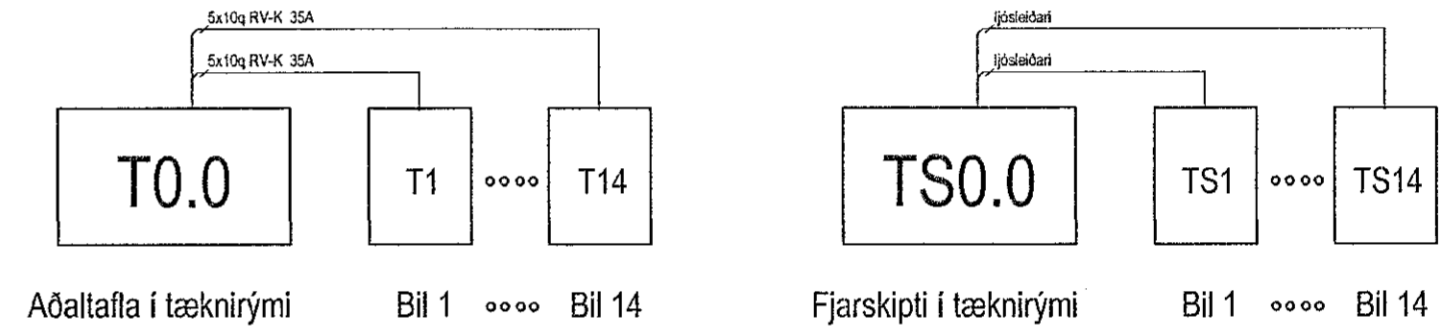 5x10q RV-K 35A
5x10q RV-K 35A
T0.0
T1
T14
Aðaltafla í tæknirými
Bil 1
Bil 14
ljósleiðari
ljósleiðari
TS0.0
TS1
TS14
Fjarskipti í tæknirými
Bil 1
Bil 14